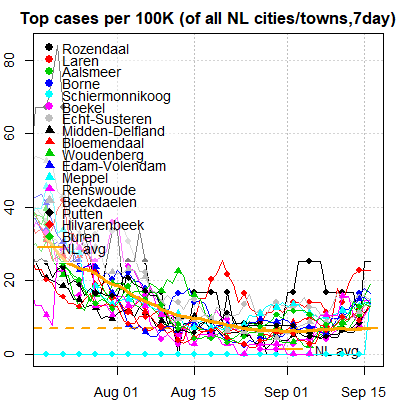 Top cases per 100K (of all NL cities/towns,7day)
80
60
40
20
0
Rozendaal
Laren
Aalsmeer
Borne
Schiermonnikoog
Boekel
Echt-Susteren
Midden-Delfland
Bloemendaal
Woudenberg
Edam-Volendam
Meppel
Renswoude
Beekdaelen
Putten
Hilvarenbeek
Buren
NL avg
NL avg
Aug 01
Aug 15
Sep 01
Sep 15